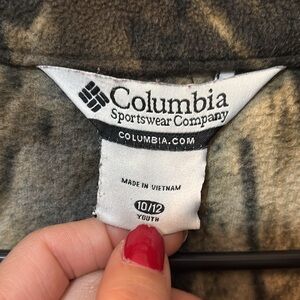 Columbia
Sportswear Company
COLUMBIA.COM
MADE IN VIETNAM
10/12
YOUTH